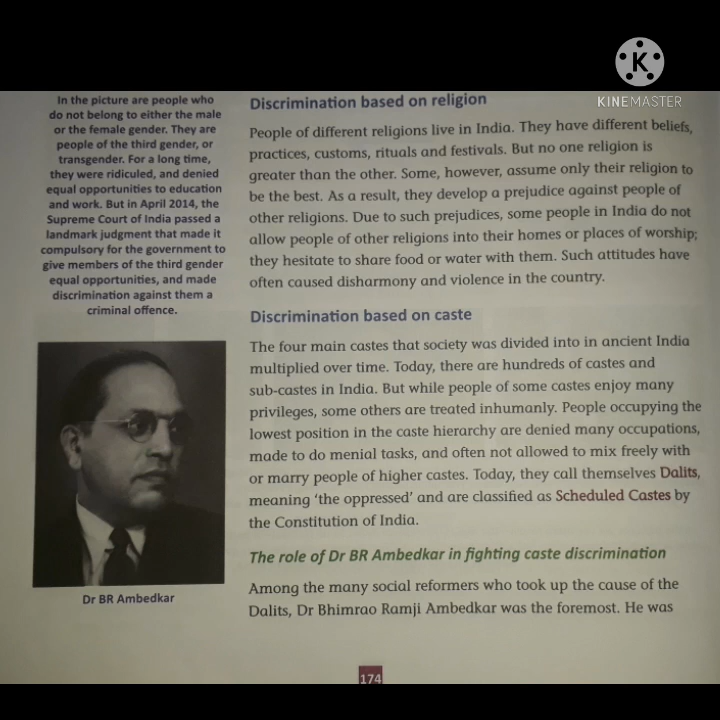 K
KINEMASTER
In the picture are people who
do not belong to either the male
or the female gender. They are
people of the third gender, or
transgender. For a long time,
they were ridiculed, and denied
equal opportunities to education
and work. But in April 2014, the
Supreme Court of India passed a
landmark judgment that made it
compulsory for the government to
give members of the third gender
equal opportunities, and made
discrimination against them a
criminal offence.
Dr BR Ambedkar
Discrimination based on religion
People of different religions live in India. They have different beliefs,
practices, customs, rituals and festivals. But no one religion is
greater than the other. Some, however, assume only their religion to
be the best. As a result, they develop a prejudice against people of
other religions. Due to such prejudices, some people in India do not
allow people of other religions into their homes or places of worship;
they hesitate to share food or water with them. Such attitudes have
often caused disharmony and violence in the country.
Discrimination based on caste
The four main castes that society was divided into in ancient India
multiplied over time. Today, there are hundreds of castes and
sub-castes in India. But while people of some castes enjoy many
privileges, some others are treated inhumanly. People occupying the
lowest position in the caste hierarchy are denied many occupations,
made to do menial tasks, and often not allowed to mix freely with
or marry people of higher castes. Today, they call themselves Dalits,
meaning ‘the oppressed’ and are classified as Scheduled Castes by
the Constitution of India.
The role of Dr BR Ambedkar in fighting caste discrimination
Among the many social reformers who took up the cause of the
Dalits, Dr Bhimrao Ramji Ambedkar was the foremost. He was
174